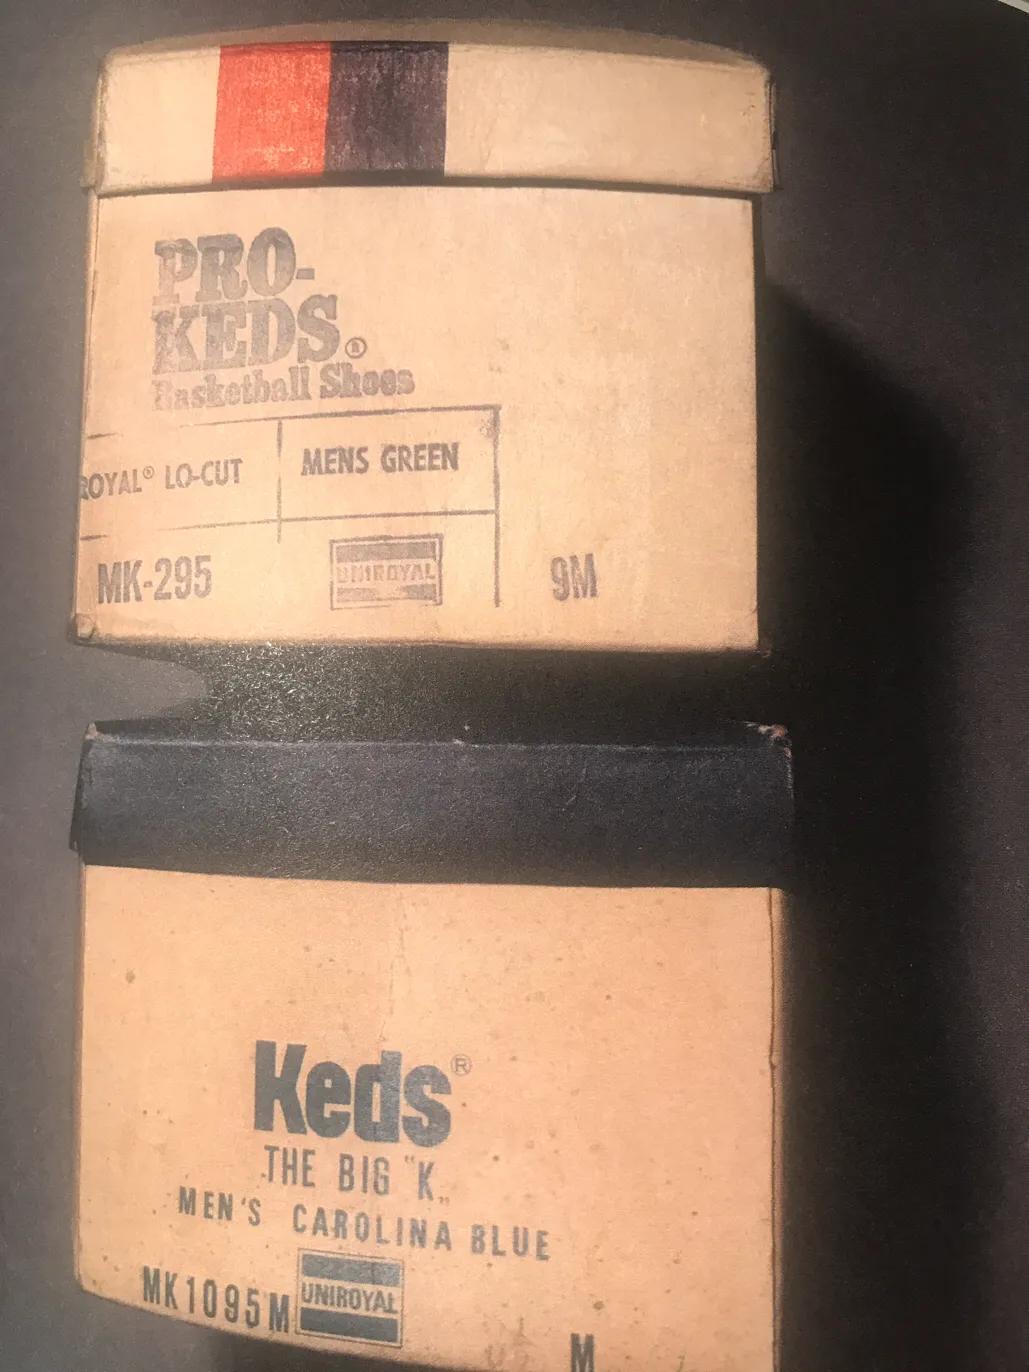 PRO-
KEDS®
Basketball Shoes
ROYAL® LO-CUT
MENS GREEN
MK-295
UNIROYAL
9M
Keds®
THE BIG "K„
MEN'S CAROLINA BLUE
MK1095M
UNIROYAL
M